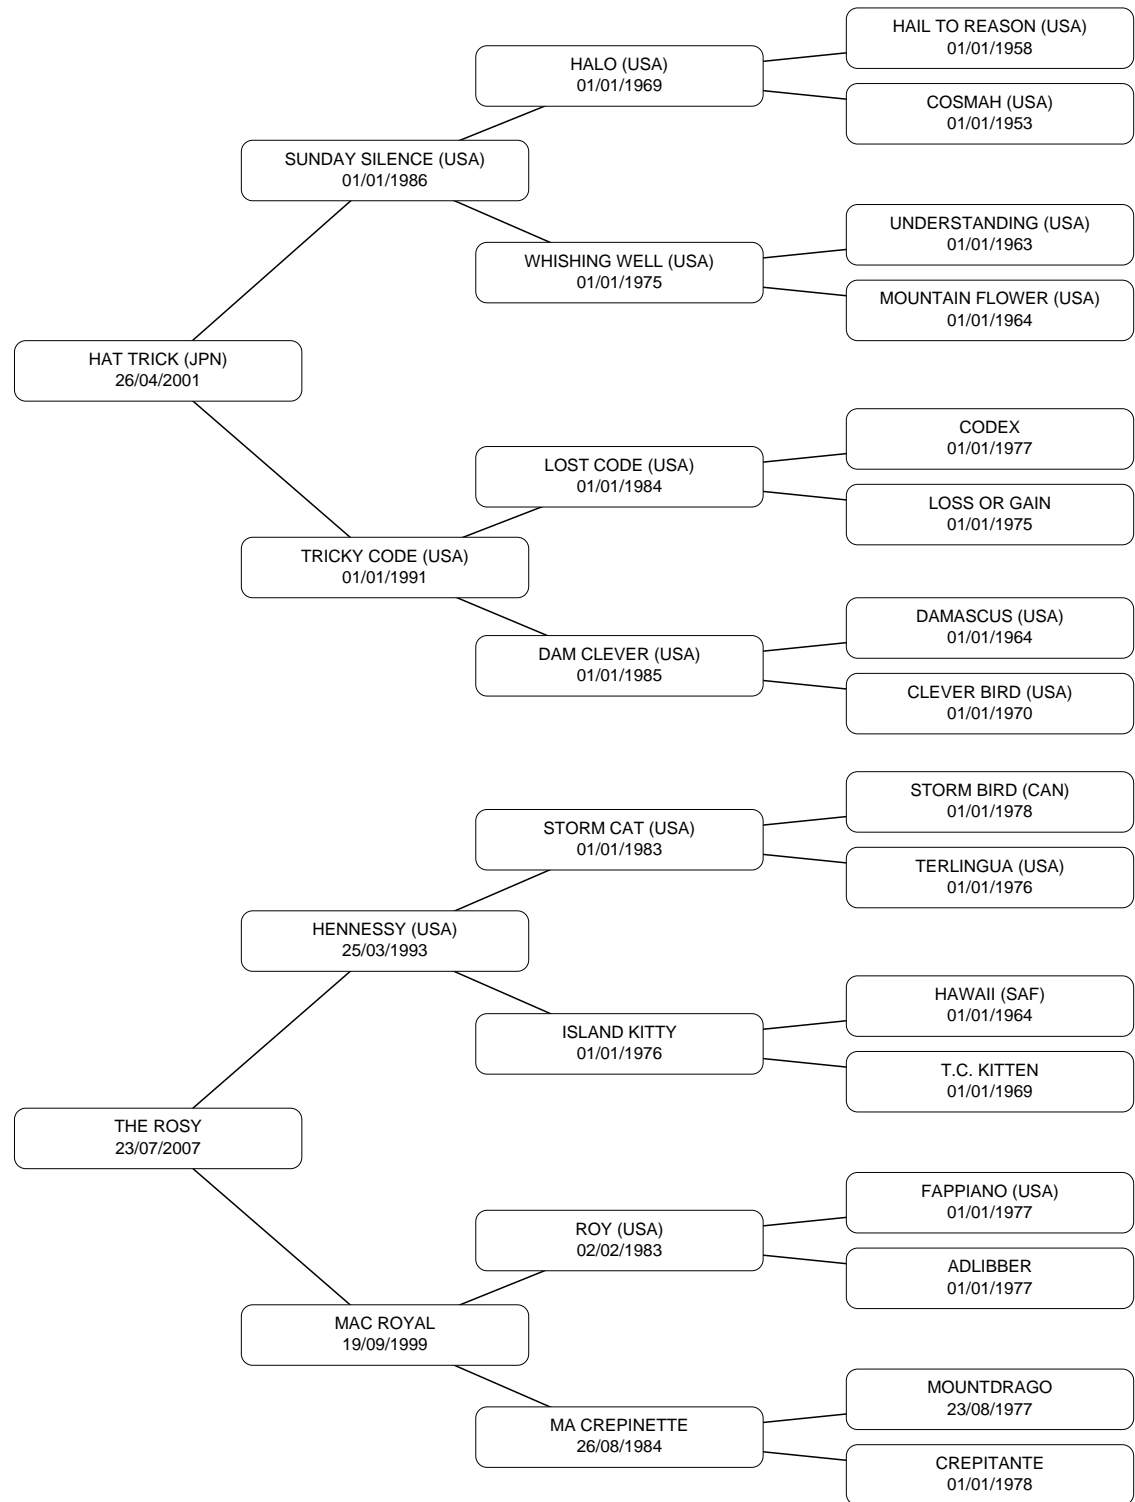 HAIL TO REASON (USA)
01/01/1958
HALO (USA)
01/01/1969
COSMAH (USA)
01/01/1953
SUNDAY SILENCE (USA)
01/01/1986
UNDERSTANDING (USA)
01/01/1963
WHISHING WELL (USA)
01/01/1975
MOUNTAIN FLOWER (USA)
01/01/1964
HAT TRICK (JPN)
26/04/2001
CODEX
01/01/1977
LOST CODE (USA)
01/01/1984
LOSS OR GAIN
01/01/1975
TRICKY CODE (USA)
01/01/1991
DAMASCUS (USA)
01/01/1964
DAM CLEVER (USA)
01/01/1985
CLEVER BIRD (USA)
01/01/1970
STORM BIRD (CAN)
01/01/1978
STORM CAT (USA)
01/01/1983
TERLINGUA (USA)
01/01/1976
HENNESSY (USA)
25/03/1993
HAWAII (SAF)
01/01/1964
ISLAND KITTY
01/01/1976
T.C. KITTEN
01/01/1969
THE ROSY
23/07/2007
FAPPIANO (USA)
01/01/1977
ROY (USA)
02/02/1983
ADLIBBER
01/01/1977
MAC ROYAL
19/09/1999
MOUNTDRAGO
23/08/1977
MA CREPINETTE
26/08/1984
CREPITANTE
01/01/1978